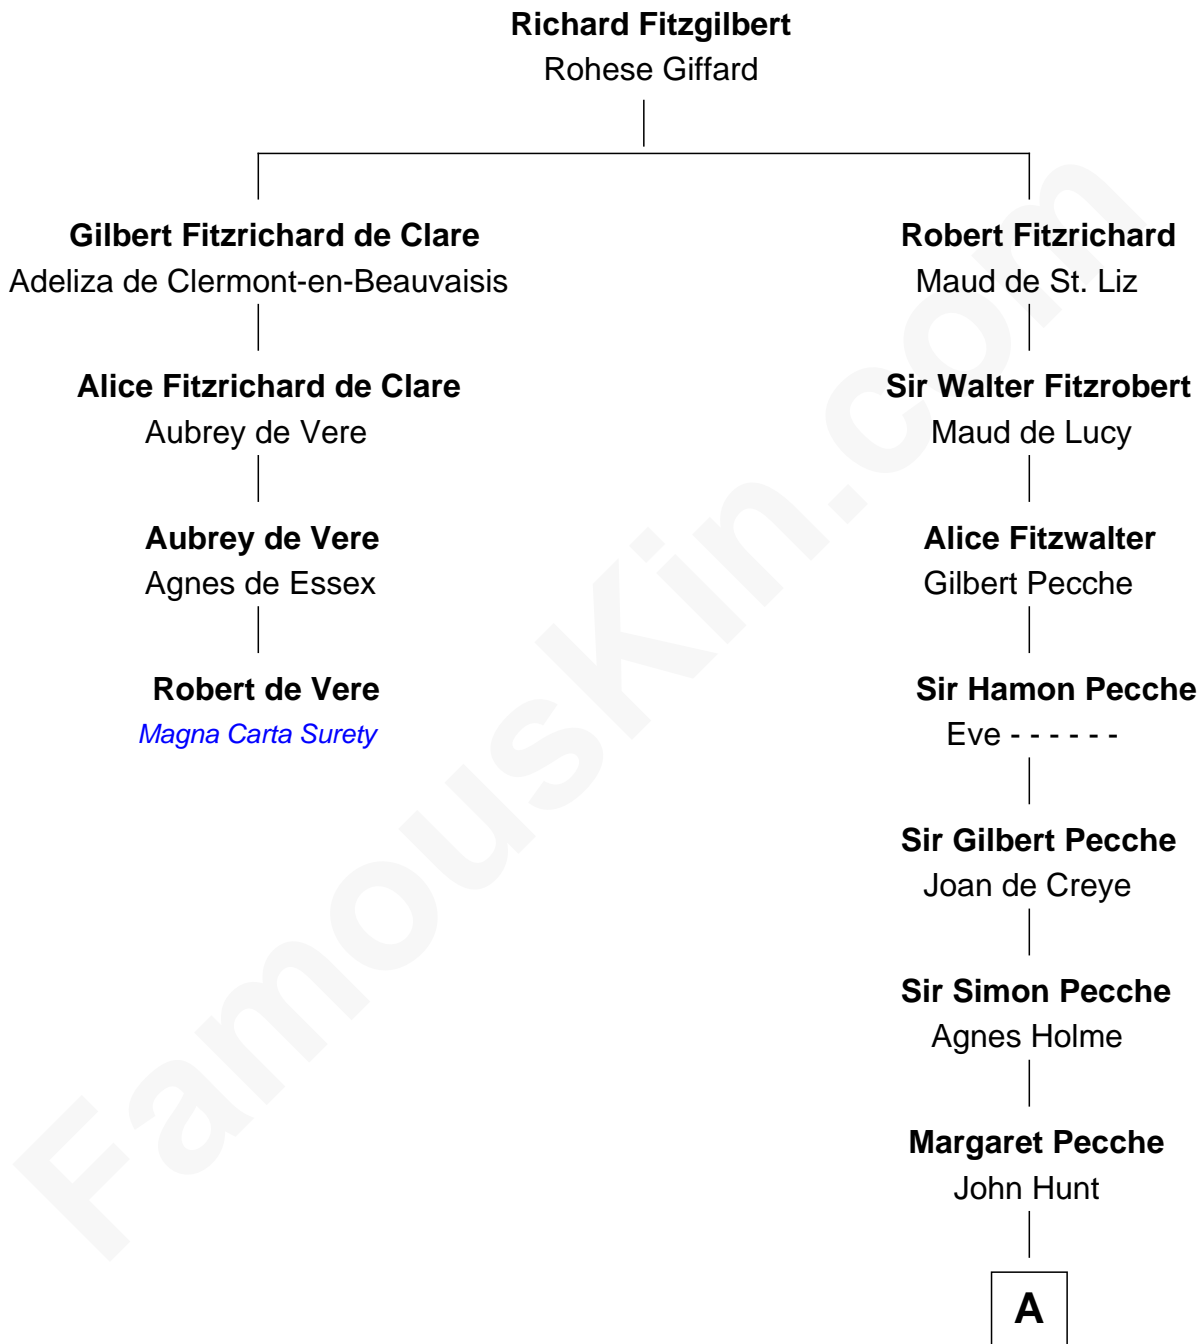 Richard Fitzgilbert
Rohese Giffard
Gilbert Fitzrichard de Clare
Adeliza de Clermont-en-Beauvaisis
Alice Fitzrichard de Clare
Aubrey de Vere
Aubrey de Vere
Agnes de Essex
Robert de Vere
Magna Carta Surety
Robert Fitzrichard
Maud de St. Liz
Sir Walter Fitzrobert
Maud de Lucy
Alice Fitzwalter
Gilbert Pecche
Sir Hamon Pecche
Eve - - - - - -
Sir Gilbert Pecche
Joan de Creye
Sir Simon Pecche
Agnes Holme
Margaret Pecche
John Hunt
A
FamousKin.com